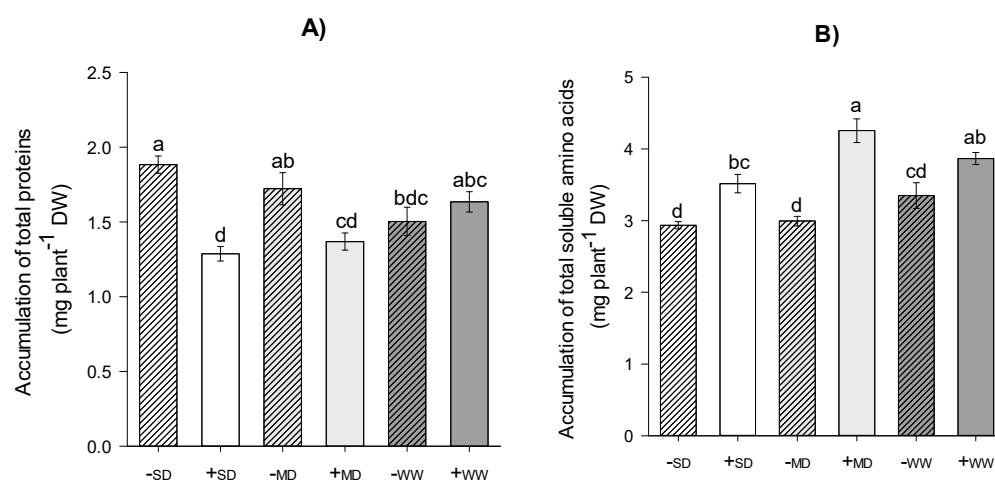 A)
Accumulation of total proteins
(mg plant⁻¹ DW)
2.5
2.0
1.5
1.0
0.5
0.0
a
d
ab
cd
bdc
abc
-SD
+SD
-MD
+MD
-WW
+WW
B)
Accumulation of total soluble amino acids
(mg plant⁻¹ DW)
5
4
3
2
1
0
d
bc
d
a
cd
ab
-SD
+SD
-MD
+MD
-WW
+WW